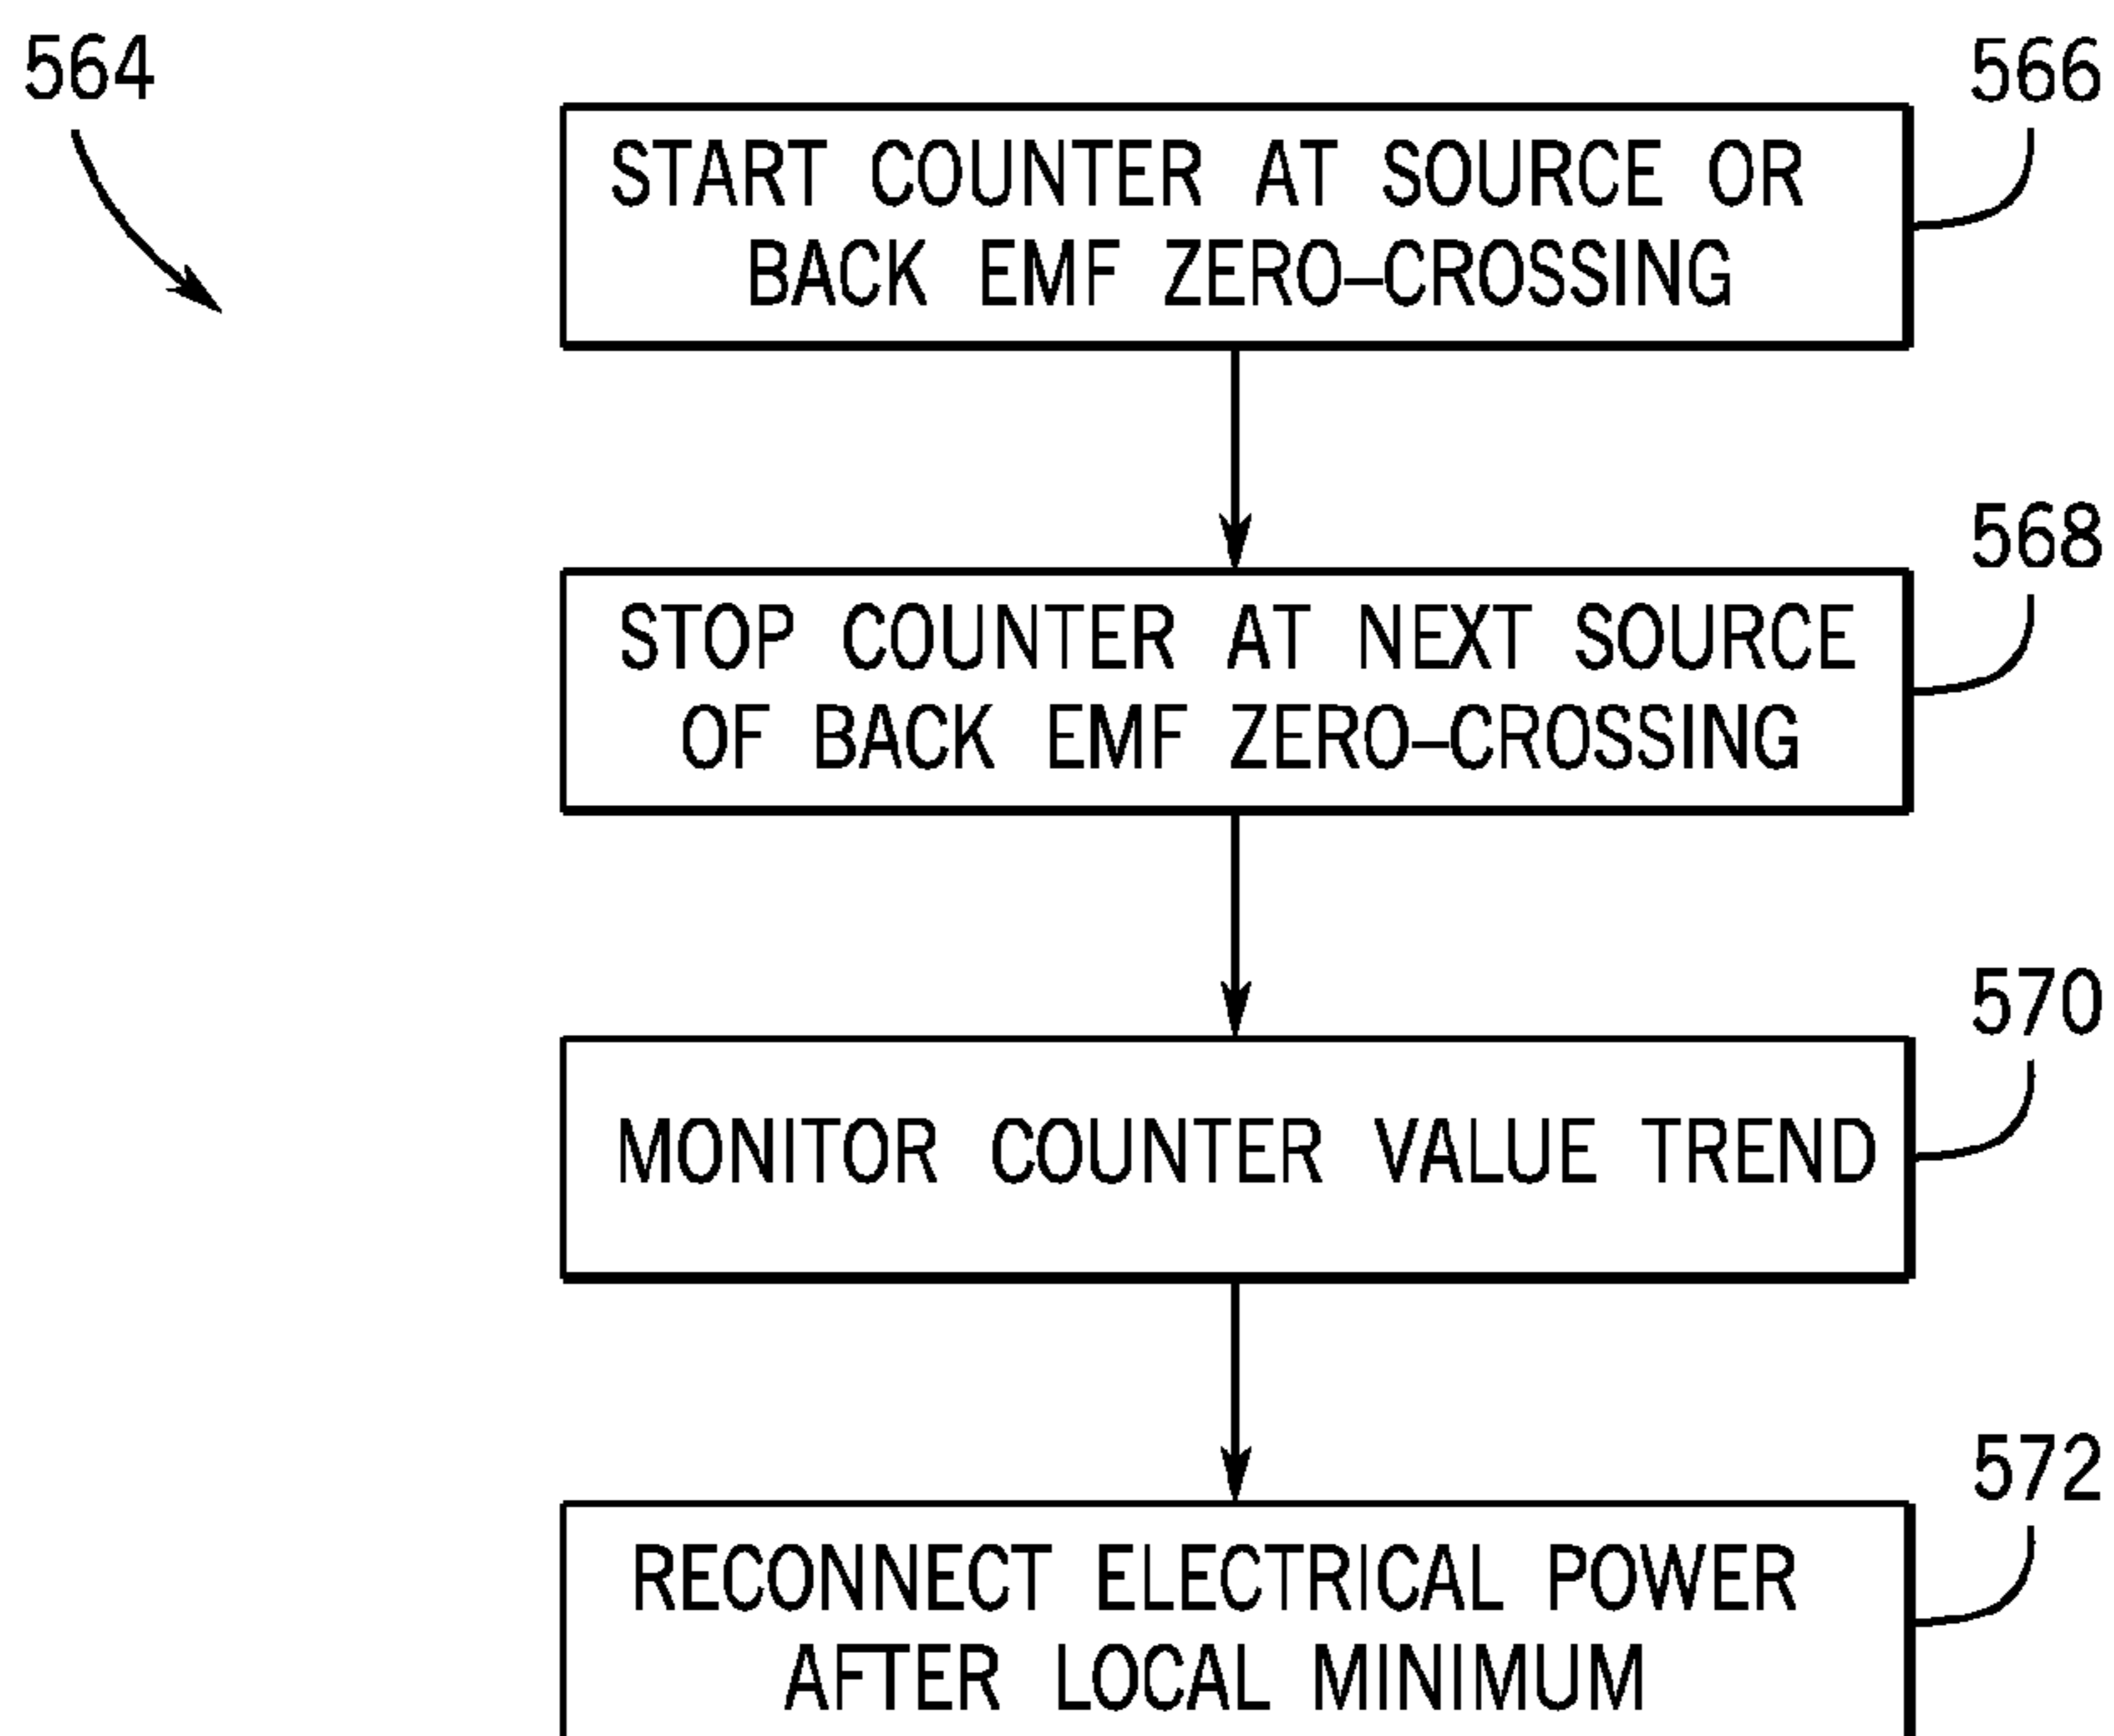 564
566
START COUNTER AT SOURCE OR
BACK EMF ZERO–CROSSING
568
STOP COUNTER AT NEXT SOURCE
OF BACK EMF ZERO–CROSSING
570
MONITOR COUNTER VALUE TREND
572
RECONNECT ELECTRICAL POWER
AFTER LOCAL MINIMUM